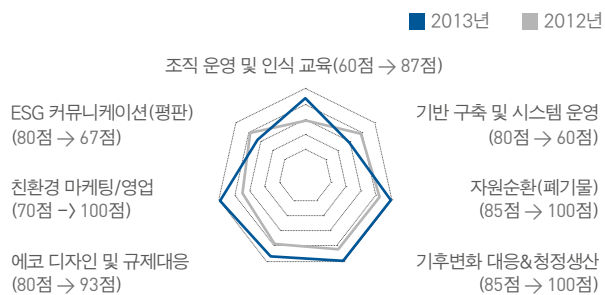 2013년 2012년
조직 운영 및 인식 교육(60점 → 87점)
ESG 커뮤니케이션(평판)
(80점 → 67점)
기반 구축 및 시스템 운영
(80점 → 60점)
친환경 마케팅/영업
(70점 –> 100점)
자원순환(폐기물)
(85점 → 100점)
에코 디자인 및 규제대응
(80점 → 93점)
기후변화 대응&청정생산
(85점 → 100점)